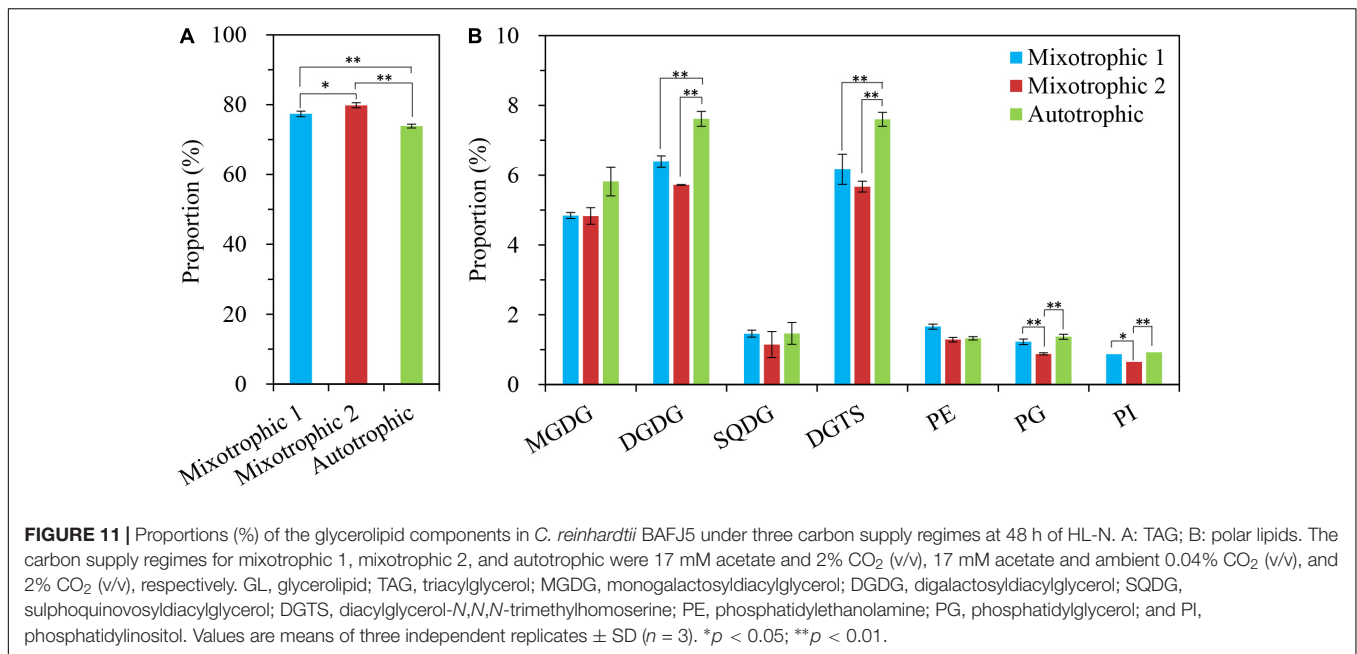 A
B
100
80
60
40
20
0
Proportion (%)
** 
* **
Mixotrophic 1
Mixotrophic 2
Autotrophic
10
8
6
4
2
0
Proportion (%)
Mixotrophic 1
Mixotrophic 2
Autotrophic
**
**
**
**
** **
* **
MGDG
DGDG
SQDG
DGTS
PE
PG
PI
FIGURE 11 | Proportions (%) of the glycerolipid components in C. reinhardtii BAFJ5 under three carbon supply regimes at 48 h of HL-N. A: TAG; B: polar lipids. The
carbon supply regimes for mixotrophic 1, mixotrophic 2, and autotrophic were 17 mM acetate and 2% CO₂ (v/v), 17 mM acetate and ambient 0.04% CO₂ (v/v), and
2% CO₂ (v/v), respectively. GL, glycerolipid; TAG, triacylglycerol; MGDG, monogalactosyldiacylglycerol; DGDG, digalactosyldiacylglycerol; SQDG,
sulphoquinovosyldiacylglycerol; DGTS, diacylglycerol-N,N,N-trimethylhomoserine; PE, phosphatidylethanolamine; PG, phosphatidylglycerol; and PI,
phosphatidylinositol. Values are means of three independent replicates ± SD (n = 3). *p < 0.05; **p < 0.01.